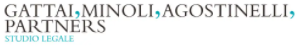 GATTAI,MINOLI,AGOSTINELLI,
PARTNERS
STUDIO LEGALE